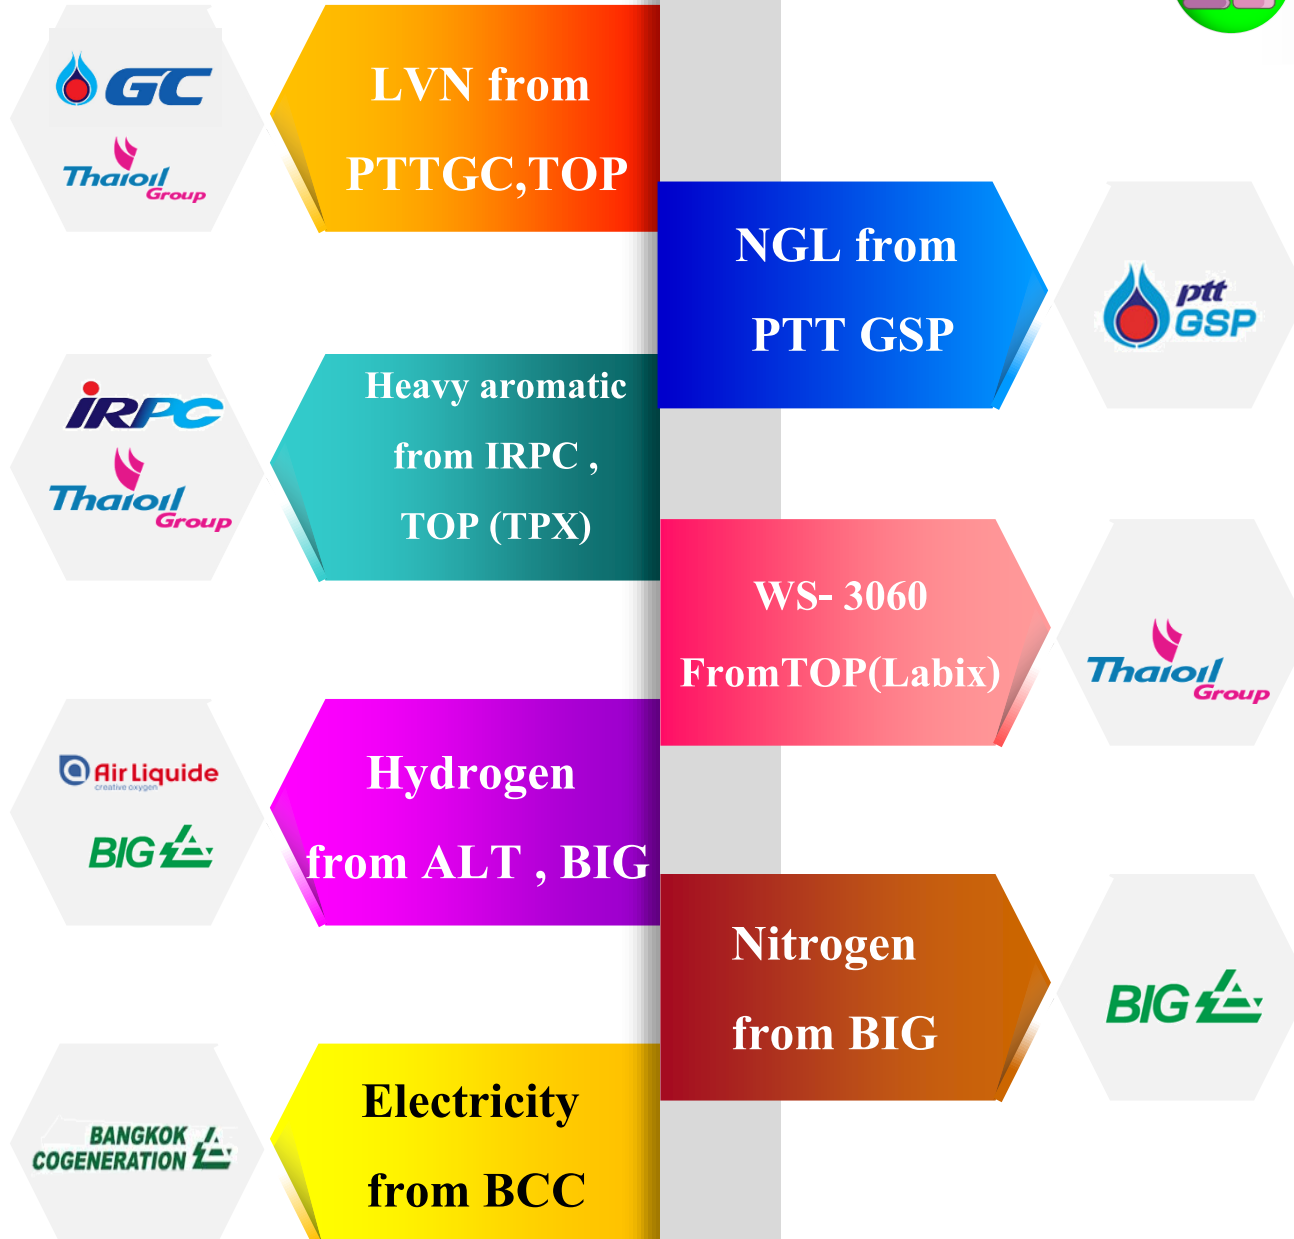 GC
Thaioil
Group
LVN from
PTTGC,TOP
NGL from
PTT GSP
ptt
GSP
IRPC
Thaioil
Group
Heavy aromatic
from IRPC ,
TOP (TPX)
WS- 3060
FromTOP(Labix)
Thaioil
Group
Air Liquide
creative oxygen
BIG
Hydrogen
from ALT , BIG
Nitrogen
from BIG
BIG
BANGKOK
COGENERATION
Electricity
from BCC